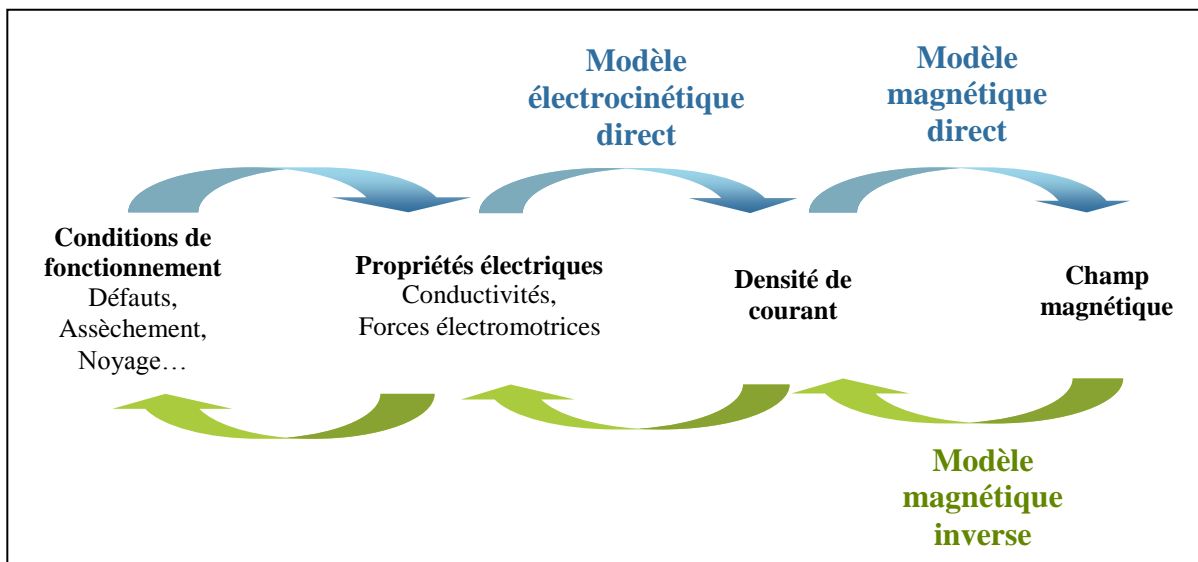 Modèle
électrocinétique
direct
Modèle
magnétique
direct
Conditions de
fonctionnement
Défauts,
Assèchement,
Noyage…
Propriétés électriques
Conductivités,
Forces électromotrices
Densité de
courant
Champ
magnétique
Modèle
magnétique
inverse